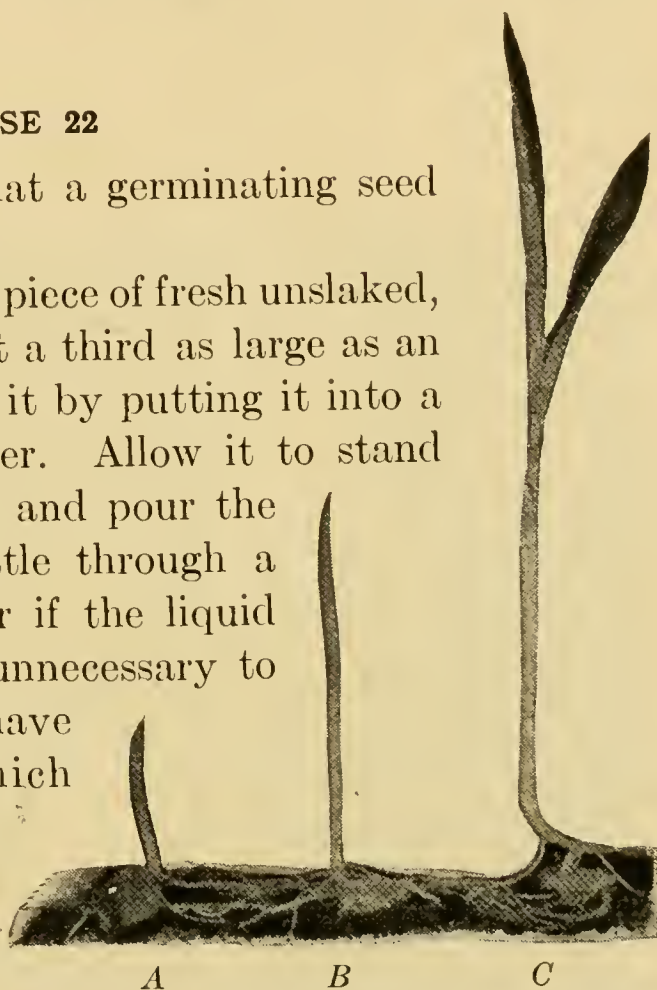 SE 22
at a germinating seed
piece of fresh unslaked,
t a third as large as an
it by putting it into a
er. Allow it to stand
and pour the
tle through a
r if the liquid
unnecessary to
ave
ich
A B C